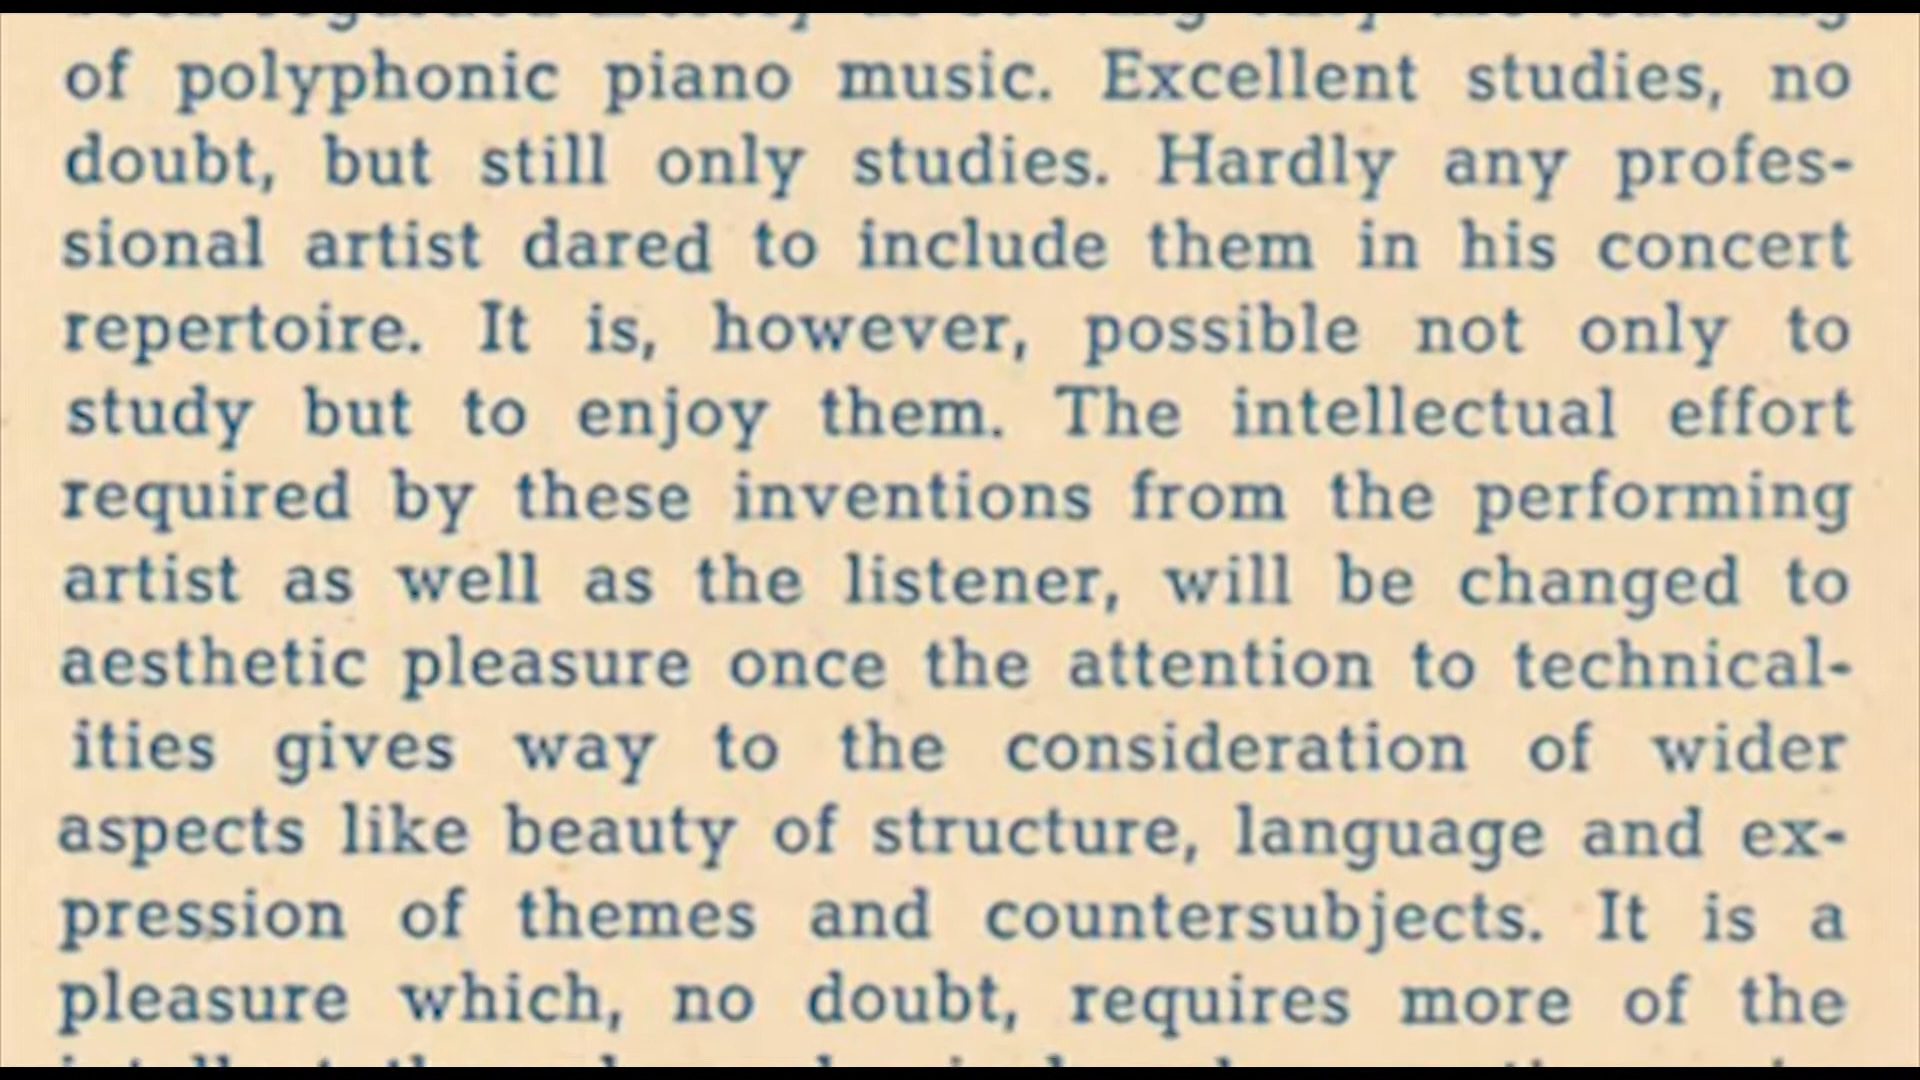 of polyphonic piano music. Excellent studies, no
doubt, but still only studies. Hardly any profes-
sional artist dared to include them in his concert
repertoire. It is, however, possible not only to
study but to enjoy them. The intellectual effort
required by these inventions from the performing
artist as well as the listener, will be changed to
aesthetic pleasure once the attention to technical-
ities gives way to the consideration of wider
aspects like beauty of structure, language and ex-
pression of themes and countersubjects. It is a
pleasure which, no doubt, requires more of the